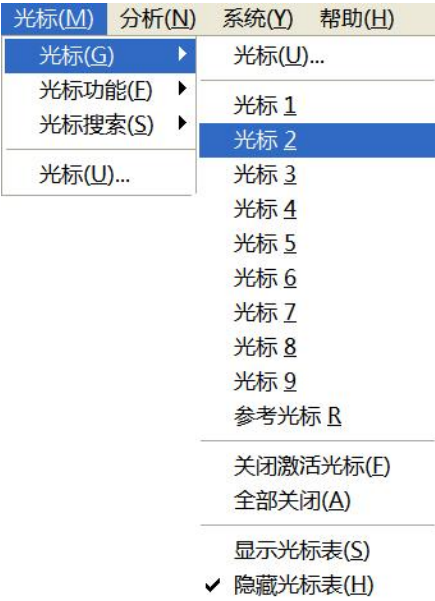 光标(M) 分析(N) 系统(Y) 帮助(H)
光标(G)
光标功能(F)
光标搜索(S)
光标(U)...
光标(U)...
光标 1
光标 2
光标 3
光标 4
光标 5
光标 6
光标 7
光标 8
光标 9
参考光标 R
关闭激活光标(F)
全部关闭(A)
显示光标表(S)
隐藏光标表(H)